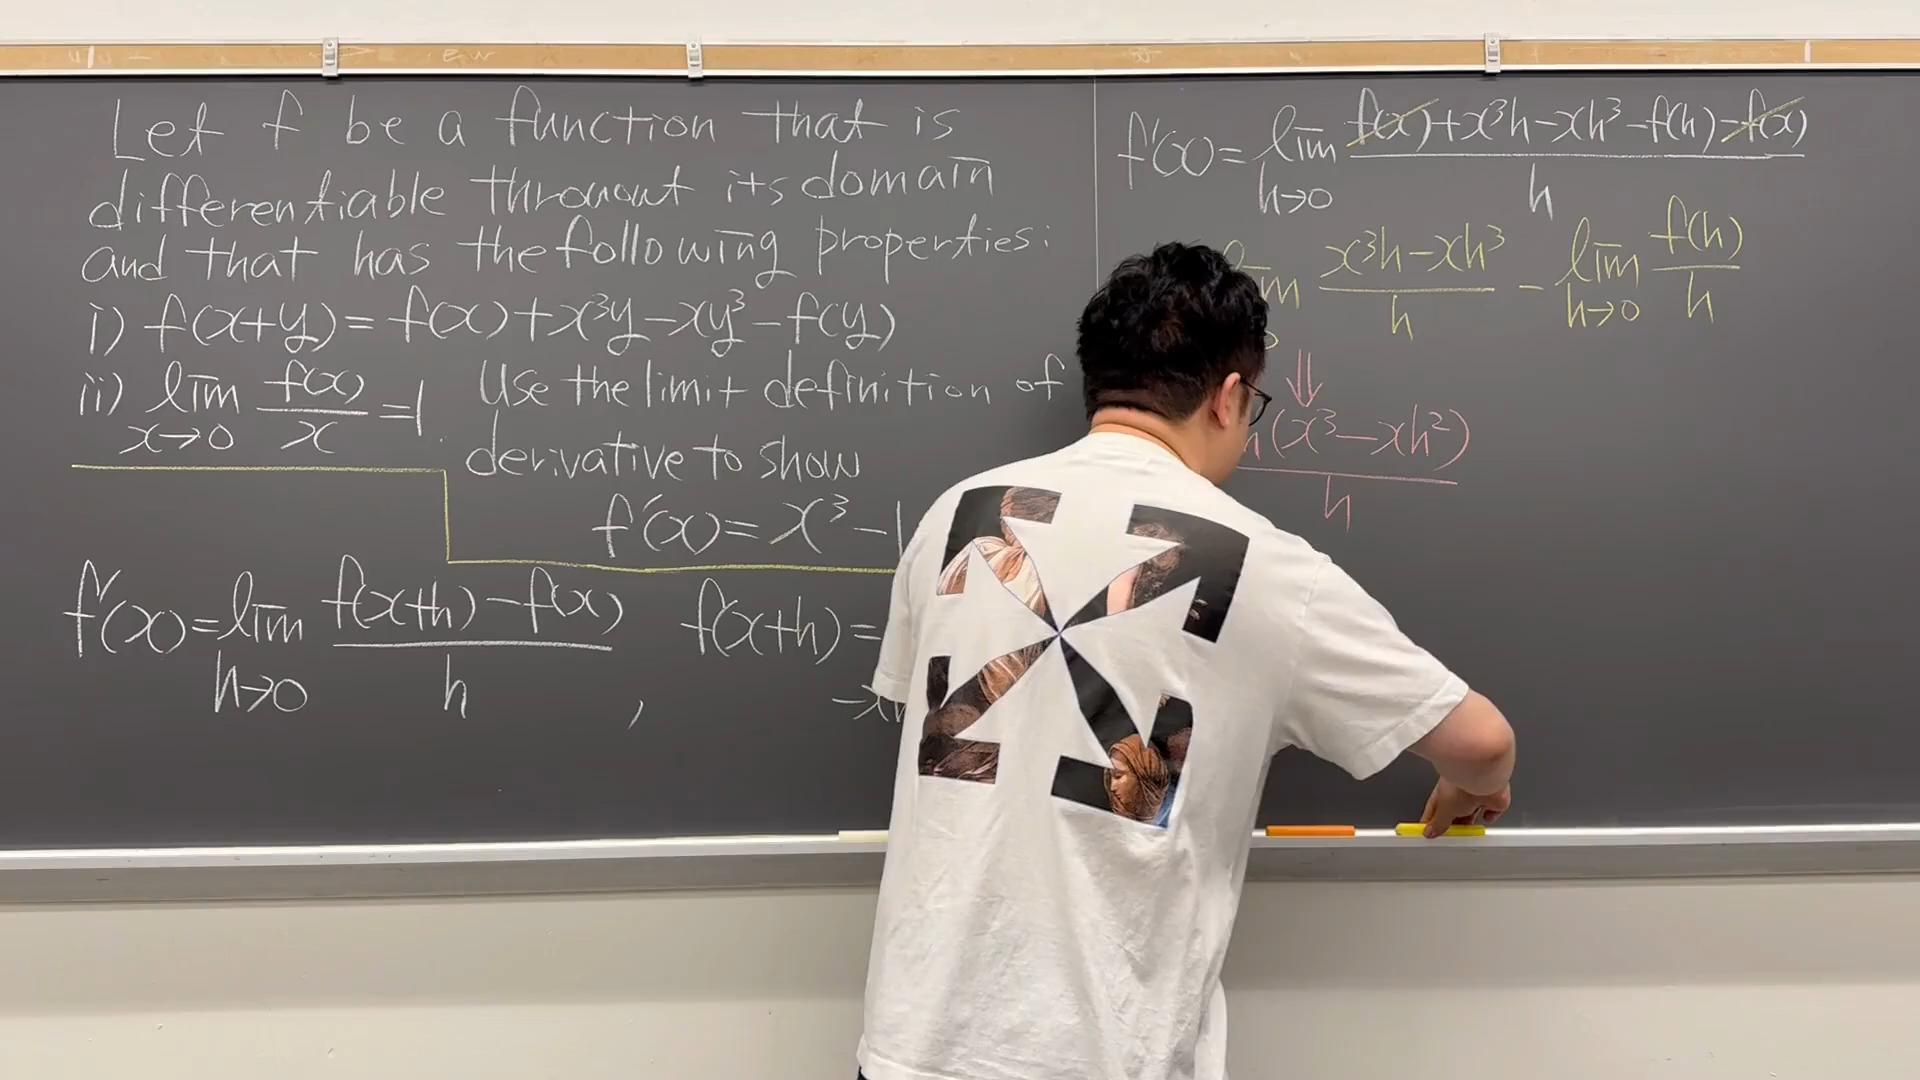 Let f be a function that is
differentiable throuout its domain
and that has the following properties:
i) f(x+y)=f(x)+x³y-xy³-f(y)
ii) lim x→0 f(x)/x =1. Use the limit definition of
derivative to show
f'(x)= x³-1
f'(x)=lim h→0 (f(x+h)-f(x))/h , f(x+h)=
-xh
f'(x)=lim h→0 (f(x)+x³h-xh³-f(h)-f(x))/h
x³h-xh³/h - lim h→0 f(h)/h
⇓
h(x³-xh²)/h